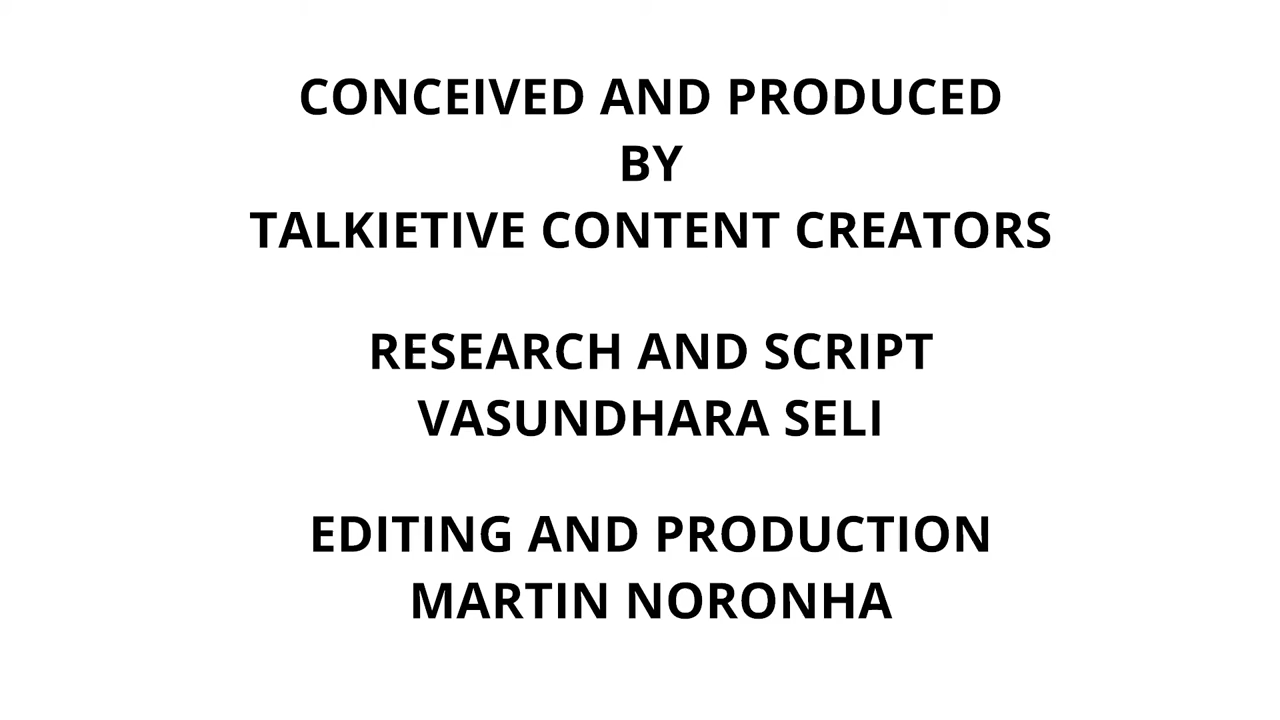 CONCEIVED AND PRODUCED
BY
TALKIETIVE CONTENT CREATORS
RESEARCH AND SCRIPT
VASUNDHARA SELI
EDITING AND PRODUCTION
MARTIN NORONHA